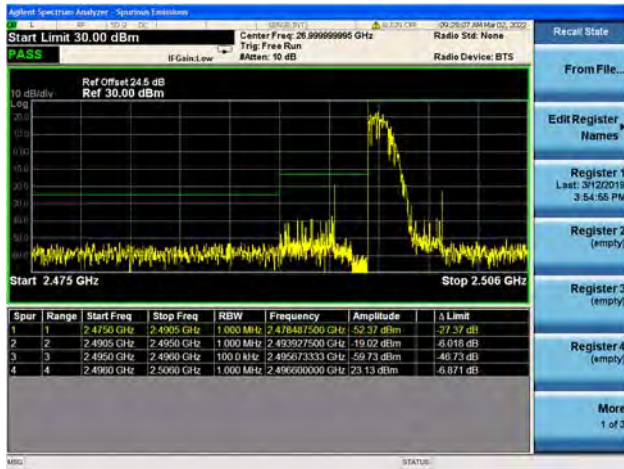 Agilent Spectrum Analyzer - Spurious Emissions
09:26:07 AM Mar 02, 2022
Start Limit 30.00 dBm
Center Freq: 26.999999995 GHz
Radio Std: None
PASS
Trig: Free Run
IFGain:Low
#Atten: 10 dB
Radio Device: BTS
Ref Offset 24.5 dB
10 dB/div
Ref 30.00 dBm
Log
Start 2.475 GHz
Stop 2.506 GHz
Spur Range Start Freq Stop Freq RBW Frequency Amplitude Δ Limit
1 1 2.4750 GHz 2.4905 GHz 1.000 MHz 2.478487500 GHz -52.37 dBm -27.37 dB
2 2 2.4905 GHz 2.4950 GHz 1.000 MHz 2.493927500 GHz -19.02 dBm -6.018 dB
3 3 2.4950 GHz 2.4960 GHz 100.0 kHz 2.495673333 GHz -59.73 dBm -46.73 dB
4 4 2.4960 GHz 2.5060 GHz 1.000 MHz 2.496600000 GHz 23.13 dBm -6.871 dB
Recall State
From File...
Edit Register
Names
Register 1
Last: 3/12/2019
3:54:55 PM
Register 2
(empty)
Register 3
(empty)
Register 4
(empty)
More
1 of 3
MSG
STATUS